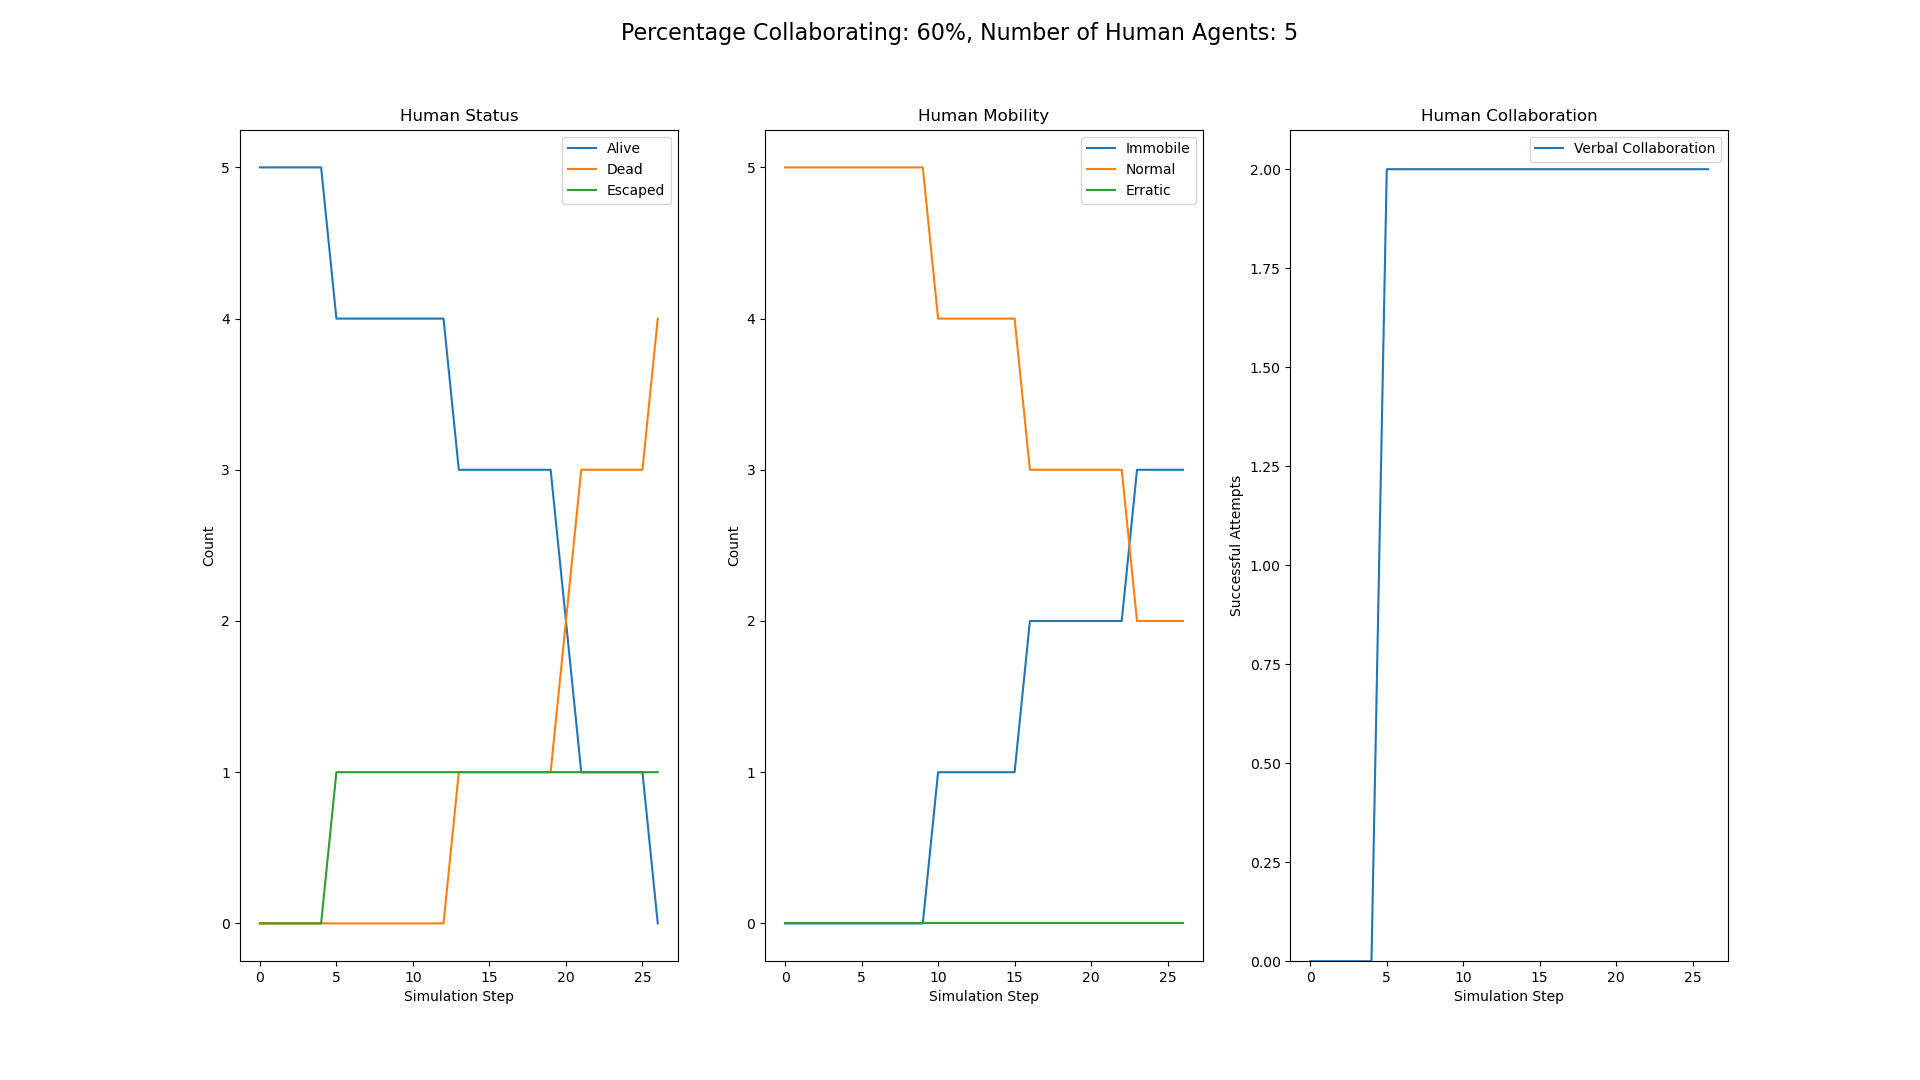 Percentage Collaborating: 60%, Number of Human Agents: 5
Human Status
Alive
Dead
Escaped
5
4
3
2
1
0
Count
0 5 10 15 20 25
Simulation Step
Human Mobility
Immobile
Normal
Erratic
5
4
3
2
1
0
Count
0 5 10 15 20 25
Simulation Step
Human Collaboration
Verbal Collaboration
2.00
1.75
1.50
1.25
1.00
0.75
0.50
0.25
0.00
Successful Attempts
0 5 10 15 20 25
Simulation Step